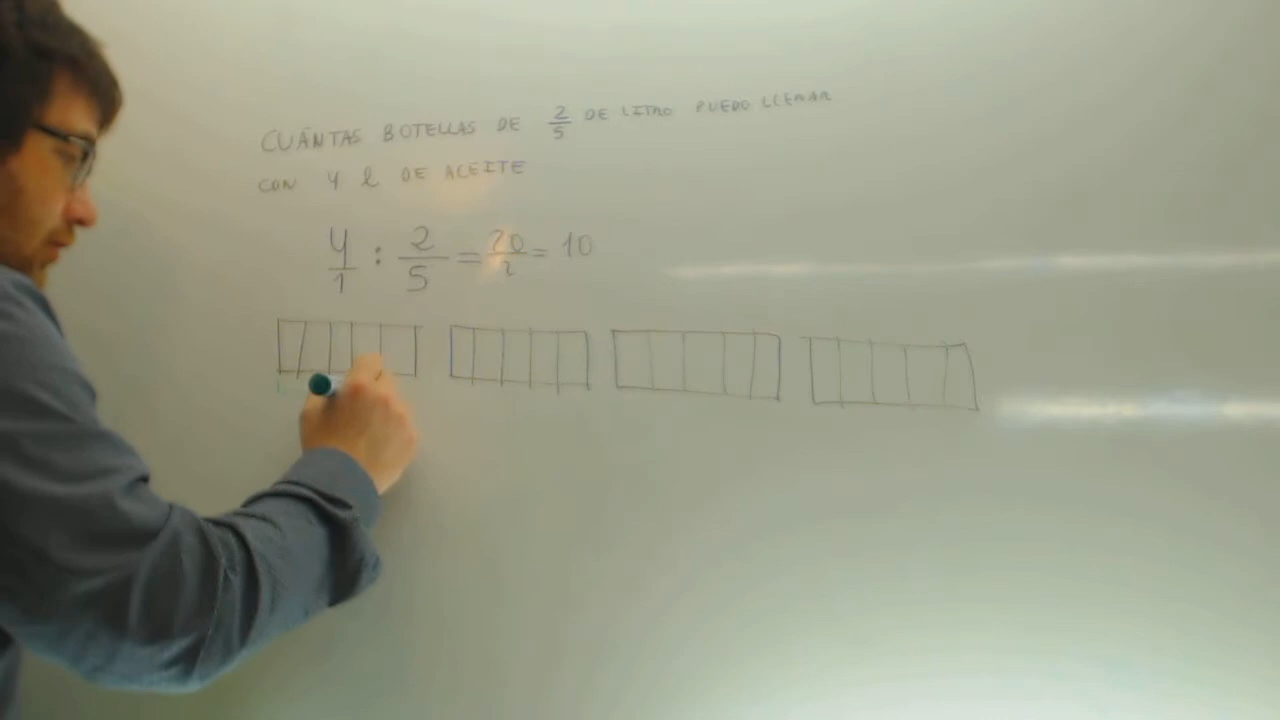 CUÁNTAS BOTELLAS DE 2/5 DE LITRO PUEDO LLENAR
CON 4 l DE ACEITE
4/1 : 2/5 = 20/2 = 10